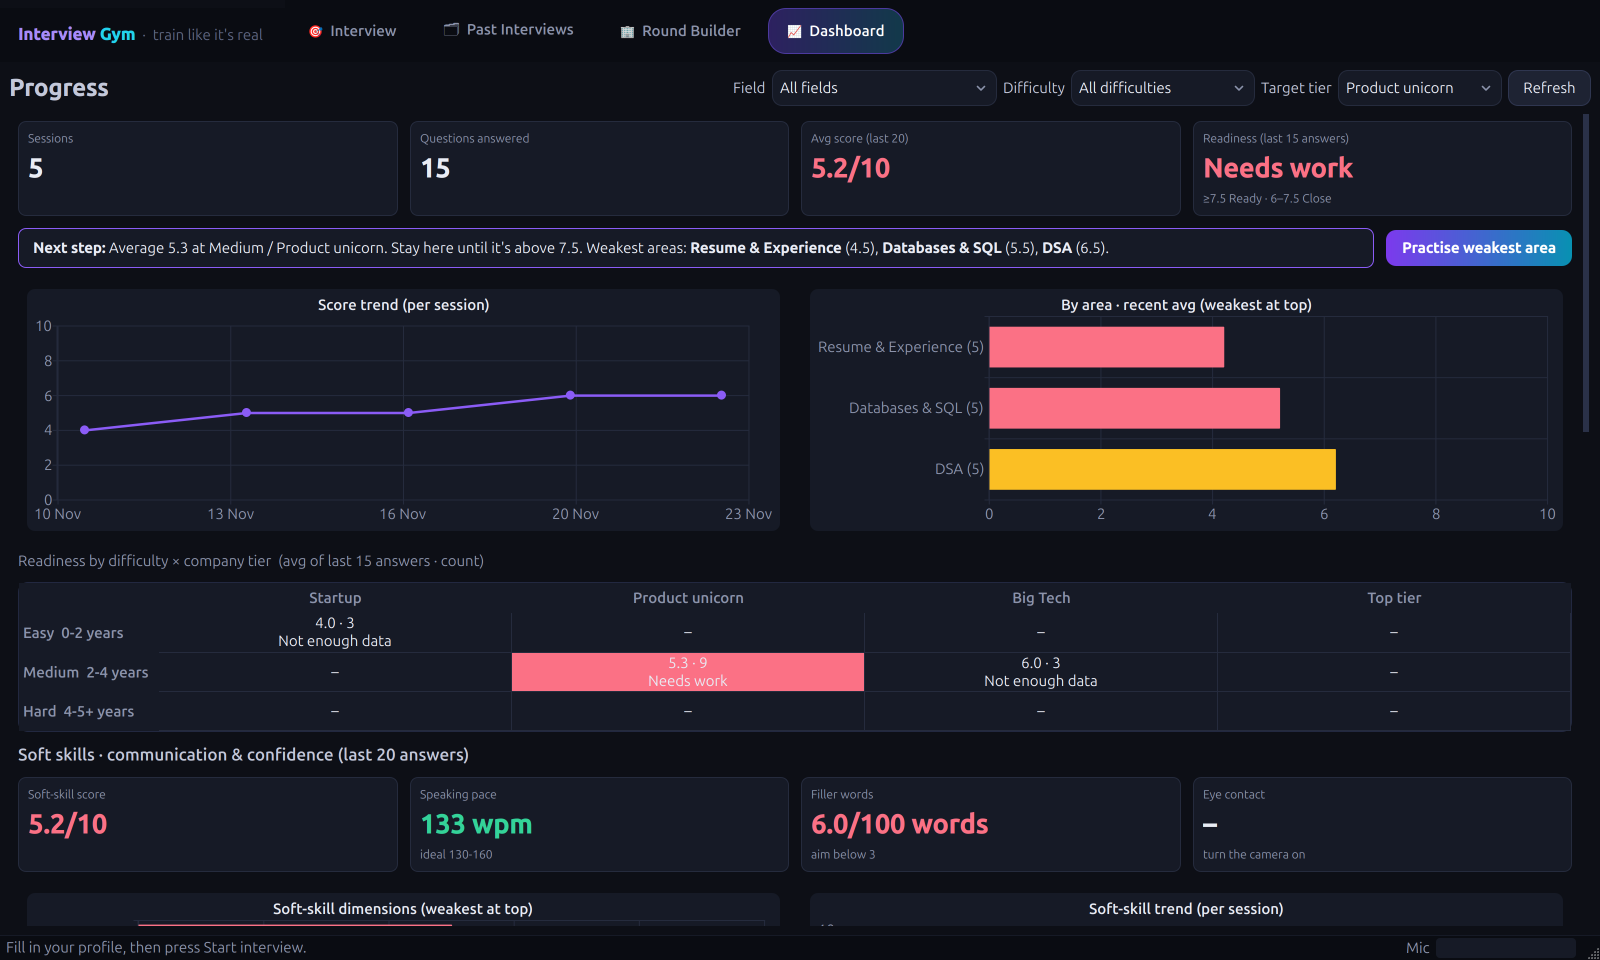 Interview Gym · train like it's real
Interview
Past Interviews
Round Builder
Dashboard
Progress
Field All fields Difficulty All difficulties Target tier Product unicorn Refresh
Sessions
5
Questions answered
15
Avg score (last 20)
5.2/10
Readiness (last 15 answers)
Needs work
≥7.5 Ready · 6–7.5 Close
Next step: Average 5.3 at Medium / Product unicorn. Stay here until it's above 7.5. Weakest areas: Resume & Experience (4.5), Databases & SQL (5.5), DSA (6.5).
Practise weakest area
Score trend (per session)
10
8
6
4
2
0
10 Nov 13 Nov 16 Nov 20 Nov 23 Nov
By area · recent avg (weakest at top)
Resume & Experience (5)
Databases & SQL (5)
DSA (5)
0 2 4 6 8 10
Readiness by difficulty × company tier (avg of last 15 answers · count)
Startup Product unicorn Big Tech Top tier
Easy 0-2 years
4.0 · 3
Not enough data
– – –
Medium 2-4 years
–
5.3 · 9
Needs work
6.0 · 3
Not enough data
–
Hard 4-5+ years
– – – –
Soft skills · communication & confidence (last 20 answers)
Soft-skill score
5.2/10
Speaking pace
133 wpm
ideal 130-160
Filler words
6.0/100 words
aim below 3
Eye contact
–
turn the camera on
Soft-skill dimensions (weakest at top)
Soft-skill trend (per session)
Fill in your profile, then press Start interview.
Mic